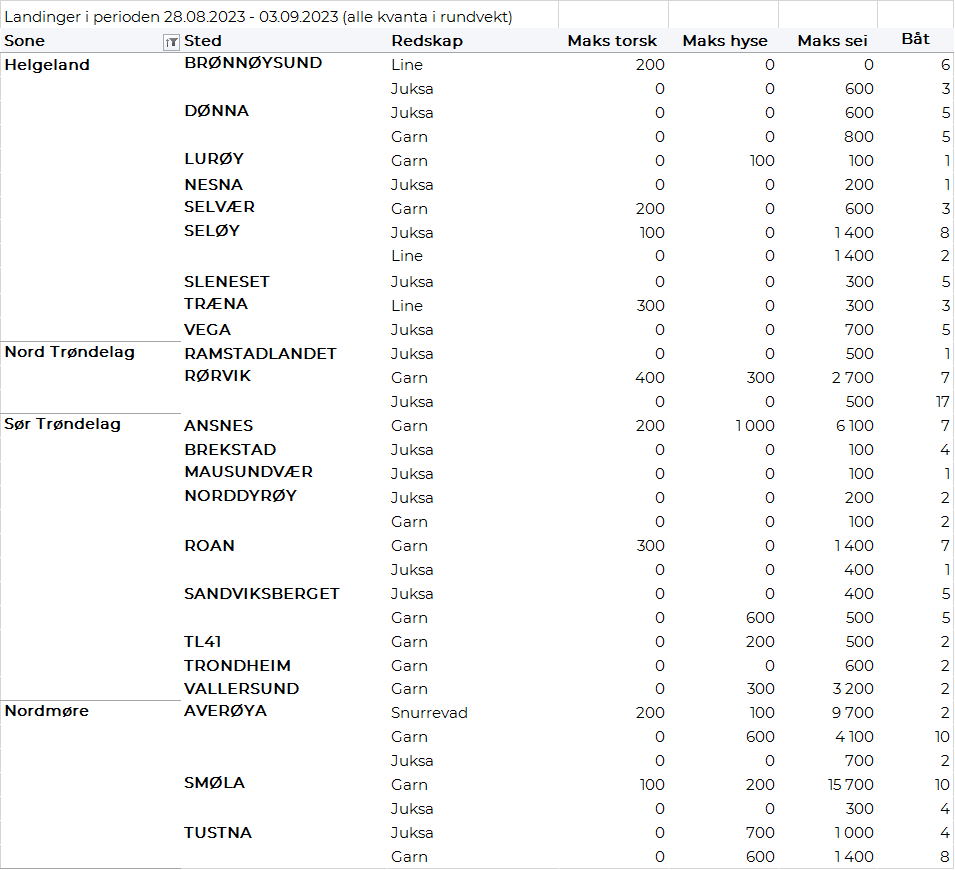 Landinger i perioden 28.08.2023 - 03.09.2023 (alle kvanta i rundvekt)
Sone Sted Redskap Maks torsk Maks hyse Maks sei Båt
Helgeland BRØNNØYSUND Line 200 0 0 6
Juksa 0 0 600 3
DØNNA Juksa 0 0 600 5
Garn 0 0 800 5
LURØY Garn 0 100 100 1
NESNA Juksa 0 0 200 1
SELVÆR Garn 200 0 600 3
SELØY Juksa 100 0 1 400 8
Line 0 0 1 400 2
SLENESET Juksa 0 0 300 5
TRÆNA Line 300 0 300 3
VEGA Juksa 0 0 700 5
Nord Trøndelag RAMSTADLANDET Juksa 0 0 500 1
RØRVIK Garn 400 300 2 700 7
Juksa 0 0 500 17
Sør Trøndelag ANSNES Garn 200 1 000 6 100 7
BREKSTAD Juksa 0 0 100 4
MAUSUNDVÆR Juksa 0 0 100 1
NORDDYRØY Juksa 0 0 200 2
Garn 0 0 100 2
ROAN Garn 300 0 1 400 7
Juksa 0 0 400 1
SANDVIKSBERGET Juksa 0 0 400 5
Garn 0 600 500 5
TL41 Garn 0 200 500 2
TRONDHEIM Garn 0 0 600 2
VALLERSUND Garn 0 300 3 200 2
Nordmøre AVERØYA Snurrevad 200 100 9 700 2
Garn 0 600 4 100 10
Juksa 0 0 700 2
SMØLA Garn 100 200 15 700 10
Juksa 0 0 300 4
TUSTNA Juksa 0 700 1 000 4
Garn 0 600 1 400 8